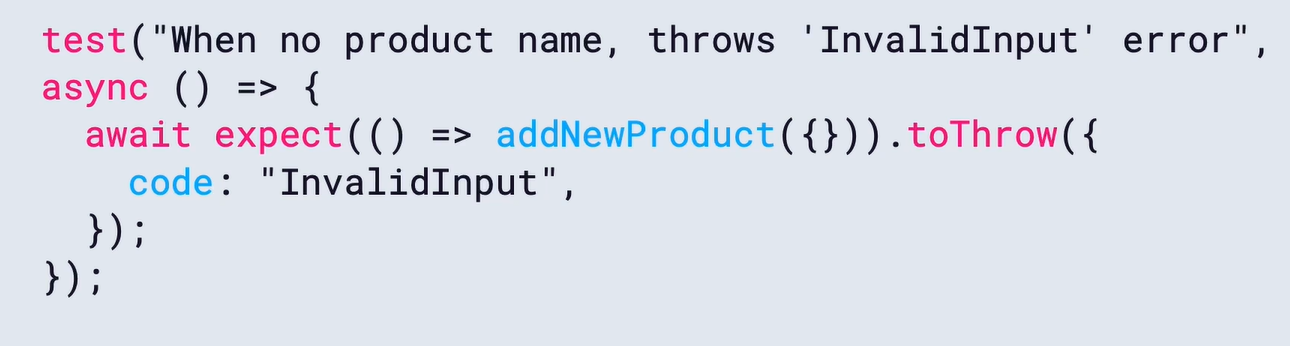 test("When no product name, throws 'InvalidInput' error",
async () => {
  await expect(() => addNewProduct({})).toThrow({
    code: "InvalidInput",
  });
});